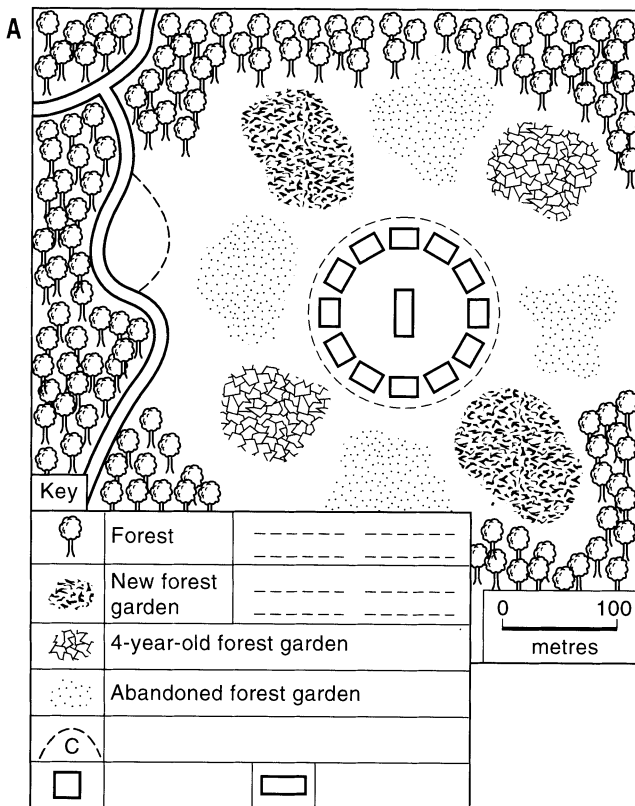 A
Key
Forest
New forest
garden
4-year-old forest garden
Abandoned forest garden
C
0 100
metres